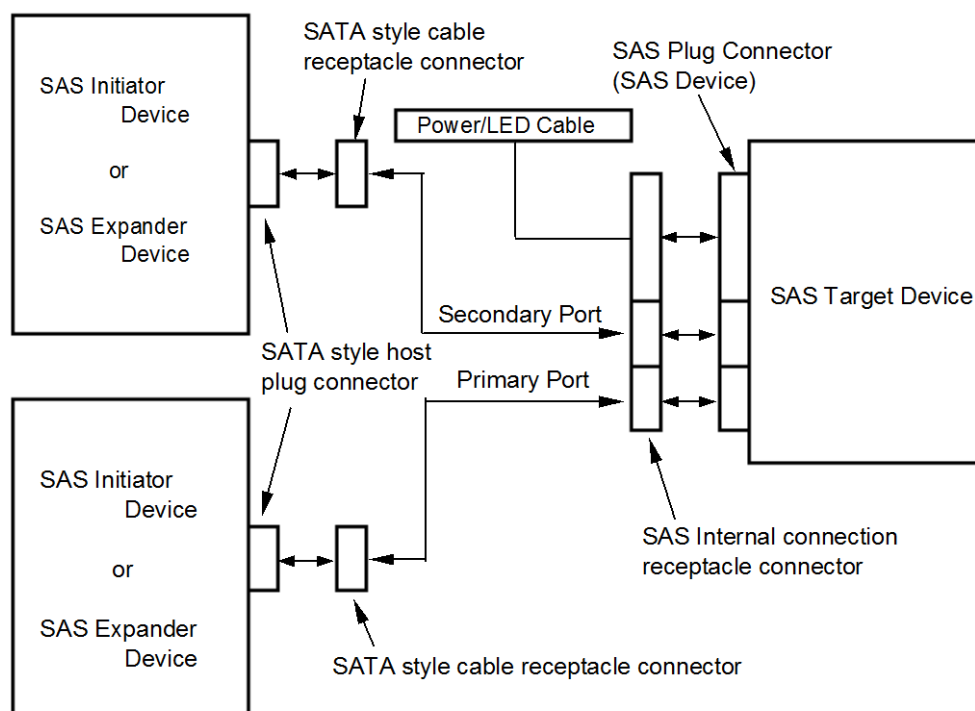 SATA style cable
receptacle connector
SAS Plug Connector
(SAS Device)
SAS Initiator
Device
or
SAS Expander
Device
Power/LED Cable
SAS Target Device
Secondary Port
SATA style host
plug connector
Primary Port
SAS Initiator
Device
or
SAS Expander
Device
SAS Internal connection
receptacle connector
SATA style cable receptacle connector